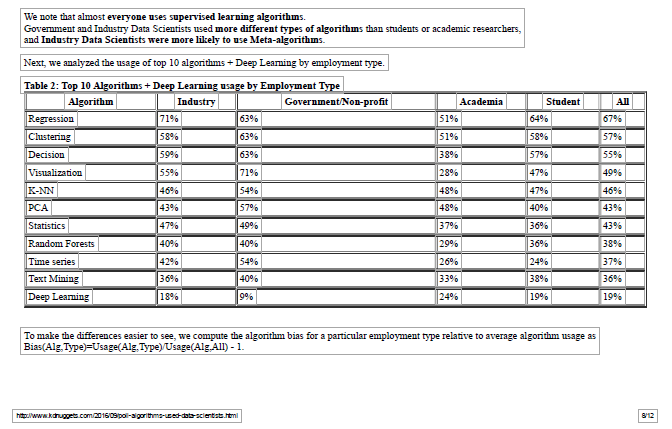 We note that almost everyone uses supervised learning algorithms.
Government and Industry Data Scientists used more different types of algorithms than students or academic researchers,
and Industry Data Scientists were more likely to use Meta-algorithms.
Next, we analyzed the usage of top 10 algorithms + Deep Learning by employment type.
Table 2: Top 10 Algorithms + Deep Learning usage by Employment Type
Algorithm Industry Government/Non-profit Academia Student All
Regression 71% 63% 51% 64% 67%
Clustering 58% 63% 51% 58% 57%
Decision 59% 63% 38% 57% 55%
Visualization 55% 71% 28% 47% 49%
K-NN 46% 54% 48% 47% 46%
PCA 43% 57% 48% 40% 43%
Statistics 47% 49% 37% 36% 43%
Random Forests 40% 40% 29% 36% 38%
Time series 42% 54% 26% 24% 37%
Text Mining 36% 40% 33% 38% 36%
Deep Learning 18% 9% 24% 19% 19%
To make the differences easier to see, we compute the algorithm bias for a particular employment type relative to average algorithm usage as
Bias(Alg,Type)=Usage(Alg,Type)/Usage(Alg,All) - 1.
http://www.kdnuggets.com/2016/09/poll-algorithms-used-data-scientists.html 8/12